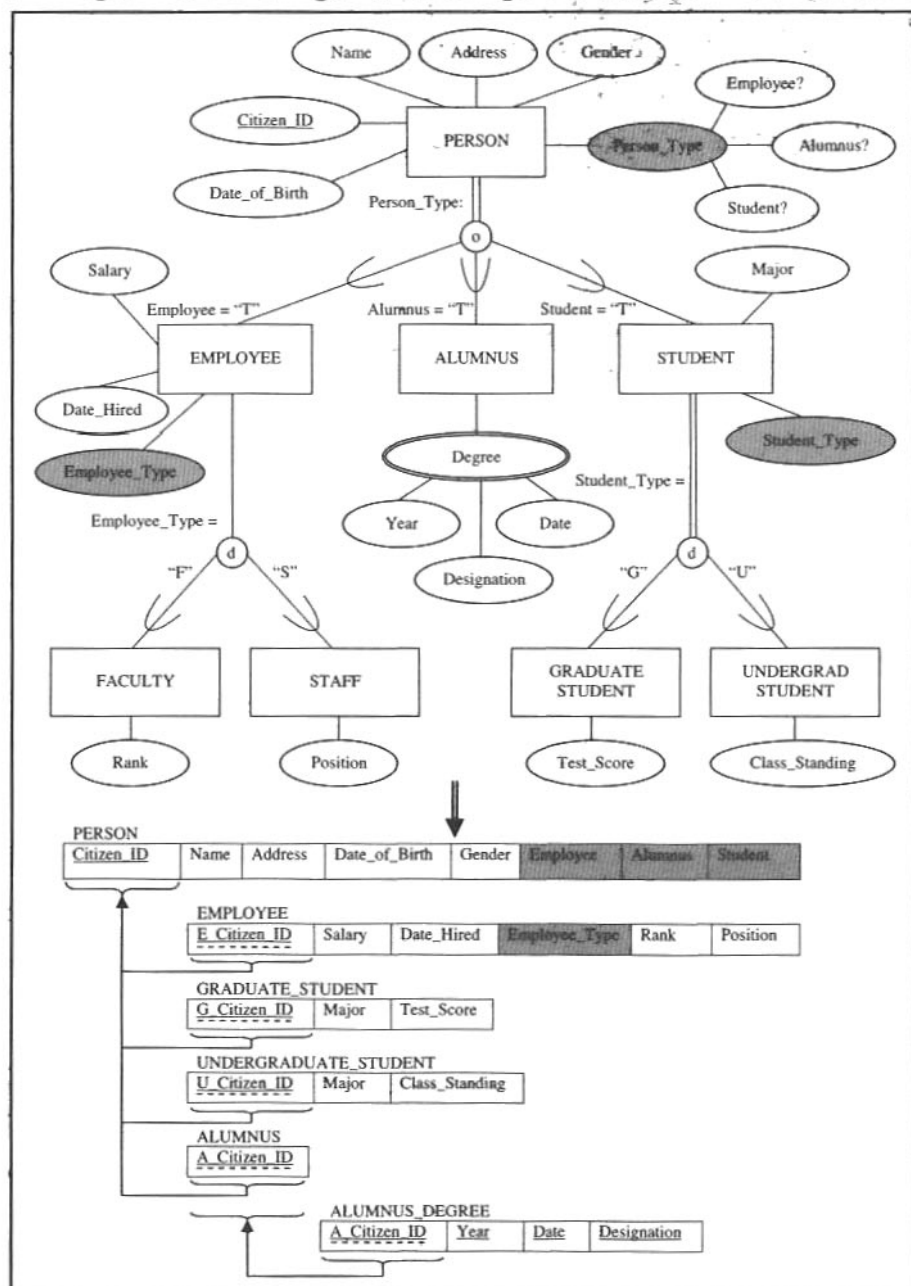 Name Address Gender
Employee?
Citizen_ID
PERSON Person_Type Alumnus?
Date_of_Birth
Person_Type:
Student?
o
Salary
Major
Employee = “T” Alumnus = “T” Student = “T”
EMPLOYEE ALUMNUS STUDENT
Date_Hired
Student_Type
Degree
Employee_Type
Student_Type =
Year Date
Employee_Type =
d d
“F” “S” “G” “U”
Designation
FACULTY STAFF GRADUATE STUDENT UNDERGRAD STUDENT
Rank Position Test_Score Class_Standing
PERSON
Citizen_ID Name Address Date_of_Birth Gender Employee Alumnus Student
EMPLOYEE
E_Citizen_ID Salary Date_Hired Employee_Type Rank Position
GRADUATE_STUDENT
G_Citizen_ID Major Test_Score
UNDERGRADUATE_STUDENT
U_Citizen_ID Major Class_Standing
ALUMNUS
A_Citizen_ID
ALUMNUS_DEGREE
A_Citizen_ID Year Date Designation